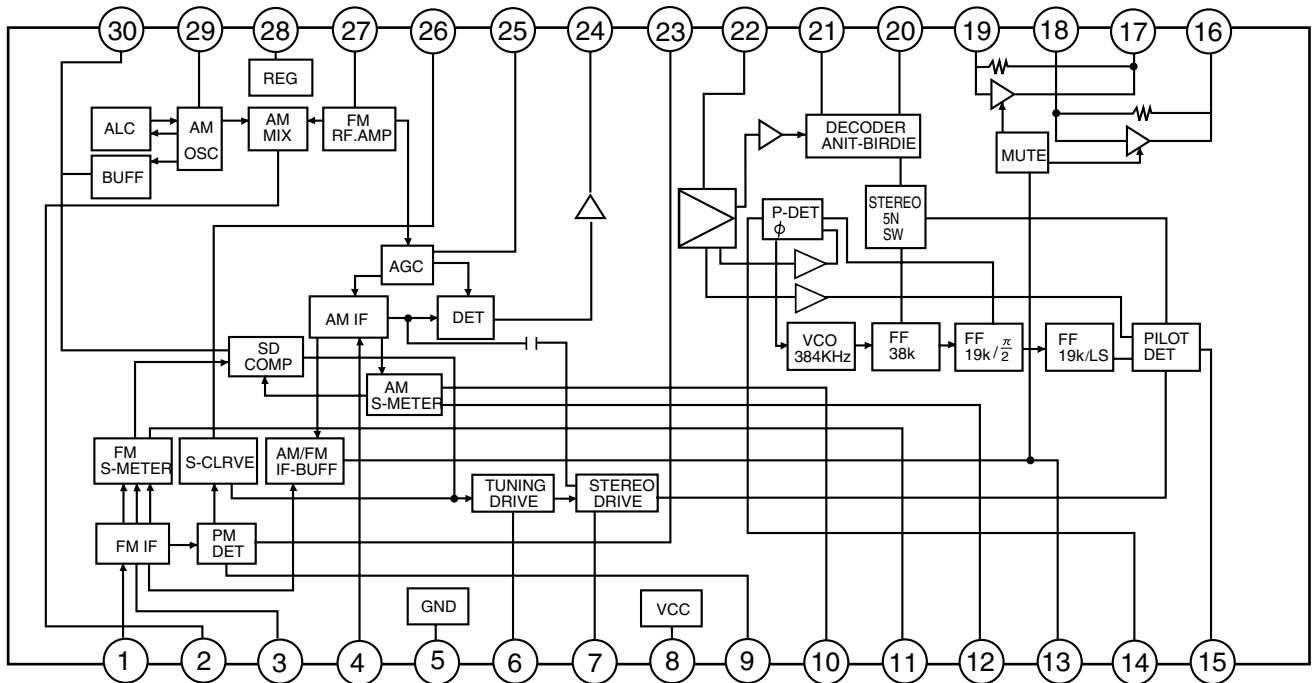 30 29 28 27 26 25 24 23 22 21 20 19 18 17 16
REG
ALC
AM
OSC
AM
MIX
FM
RF.AMP
BUFF
DECODER
ANIT-BIRDIE
MUTE
STEREO
5N
SW
P-DET
ϕ
AGC
AM IF
DET
SD
COMP
AM
S-METER
VCO
384KHz
FF
38k
FF
19k/π/2
FF
19k/LS
PILOT
DET
FM
S-METER
S-CLRVE
AM/FM
IF-BUFF
TUNING
DRIVE
STEREO
DRIVE
FM IF
PM
DET
GND
VCC
1 2 3 4 5 6 7 8 9 10 11 12 13 14 15